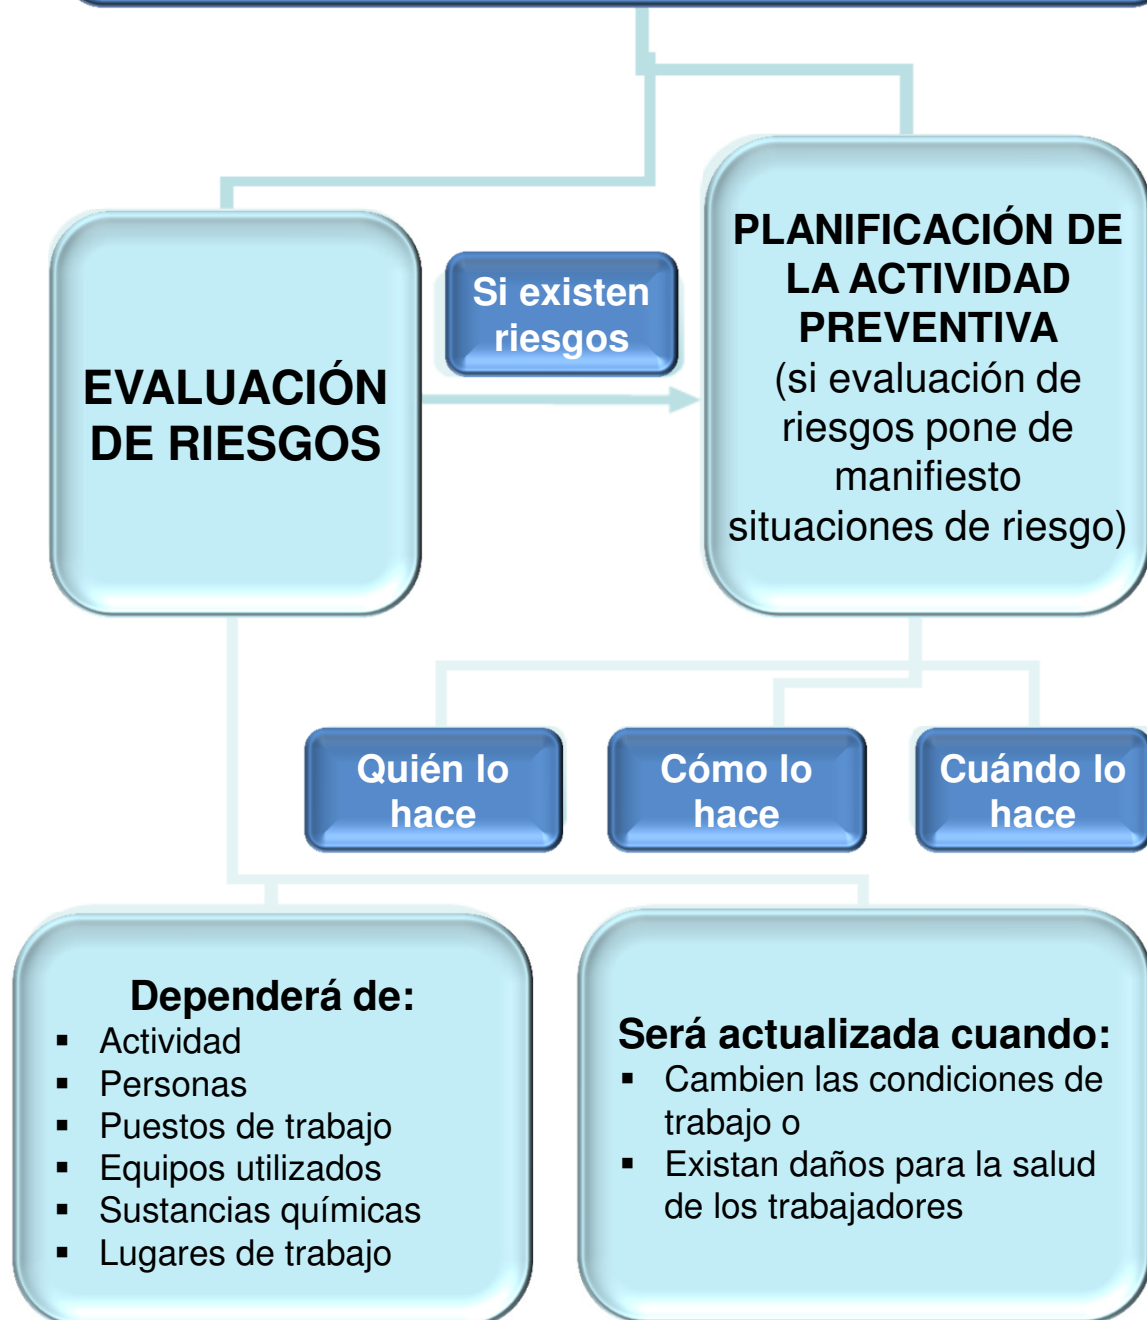 EVALUACIÓN
DE RIESGOS
Si existen
riesgos
PLANIFICACIÓN DE
LA ACTIVIDAD
PREVENTIVA
(si evaluación de
riesgos pone de
manifiesto
situaciones de riesgo)
Quién lo
hace
Cómo lo
hace
Cuándo lo
hace
Dependerá de:
▪ Actividad
▪ Personas
▪ Puestos de trabajo
▪ Equipos utilizados
▪ Sustancias químicas
▪ Lugares de trabajo
Será actualizada cuando:
▪ Cambien las condiciones de
trabajo o
▪ Existan daños para la salud
de los trabajadores